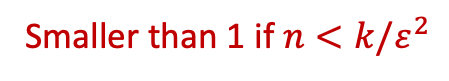 Smaller than 1 if n < k/ε²